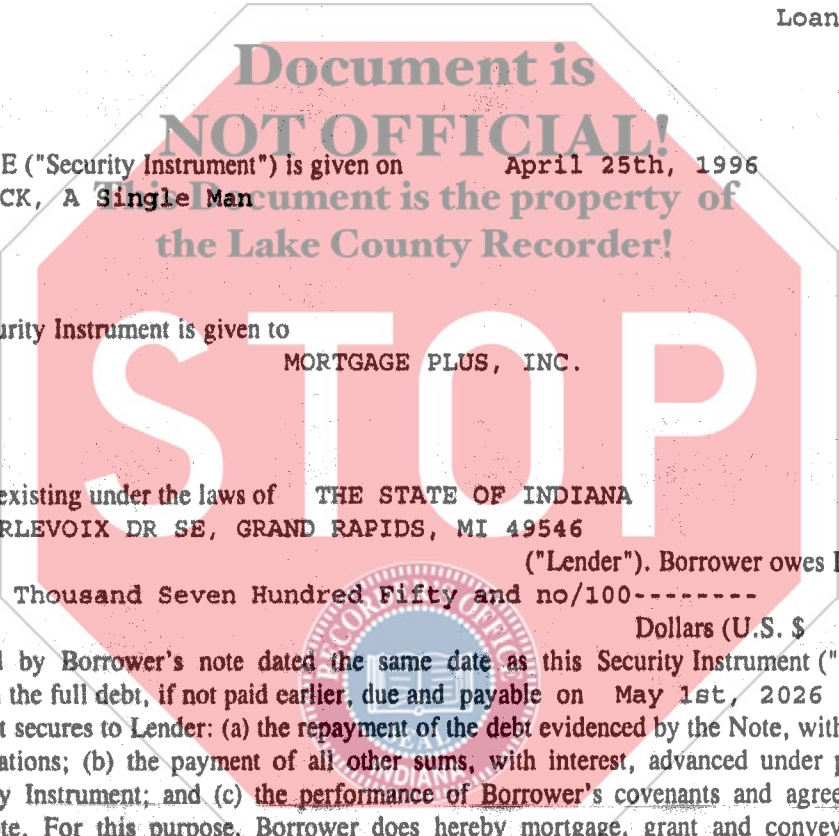 Loan
Document is
NOT OFFICIAL!
E ("Security Instrument") is given on April 25th, 1996
CK, A Single Man
This Document is the property of
the Lake County Recorder!
urity Instrument is given to
MORTGAGE PLUS, INC.
STOP
existing under the laws of THE STATE OF INDIANA
RLEVOIX DR SE, GRAND RAPIDS, MI 49546
("Lender"). Borrower owes
Thousand Seven Hundred Fifty and no/100--------
Dollars (U.S. $
by Borrower's note dated the same date as this Security Instrument ("
the full debt, if not paid earlier, due and payable on May 1st, 2026
t secures to Lender: (a) the repayment of the debt evidenced by the Note, with
ations; (b) the payment of all other sums, with interest, advanced under
y Instrument; and (c) the performance of Borrower's covenants and agree
te. For this purpose, Borrower does hereby mortgage, grant and convey
RECORDER'S OFFICE
INDIANA